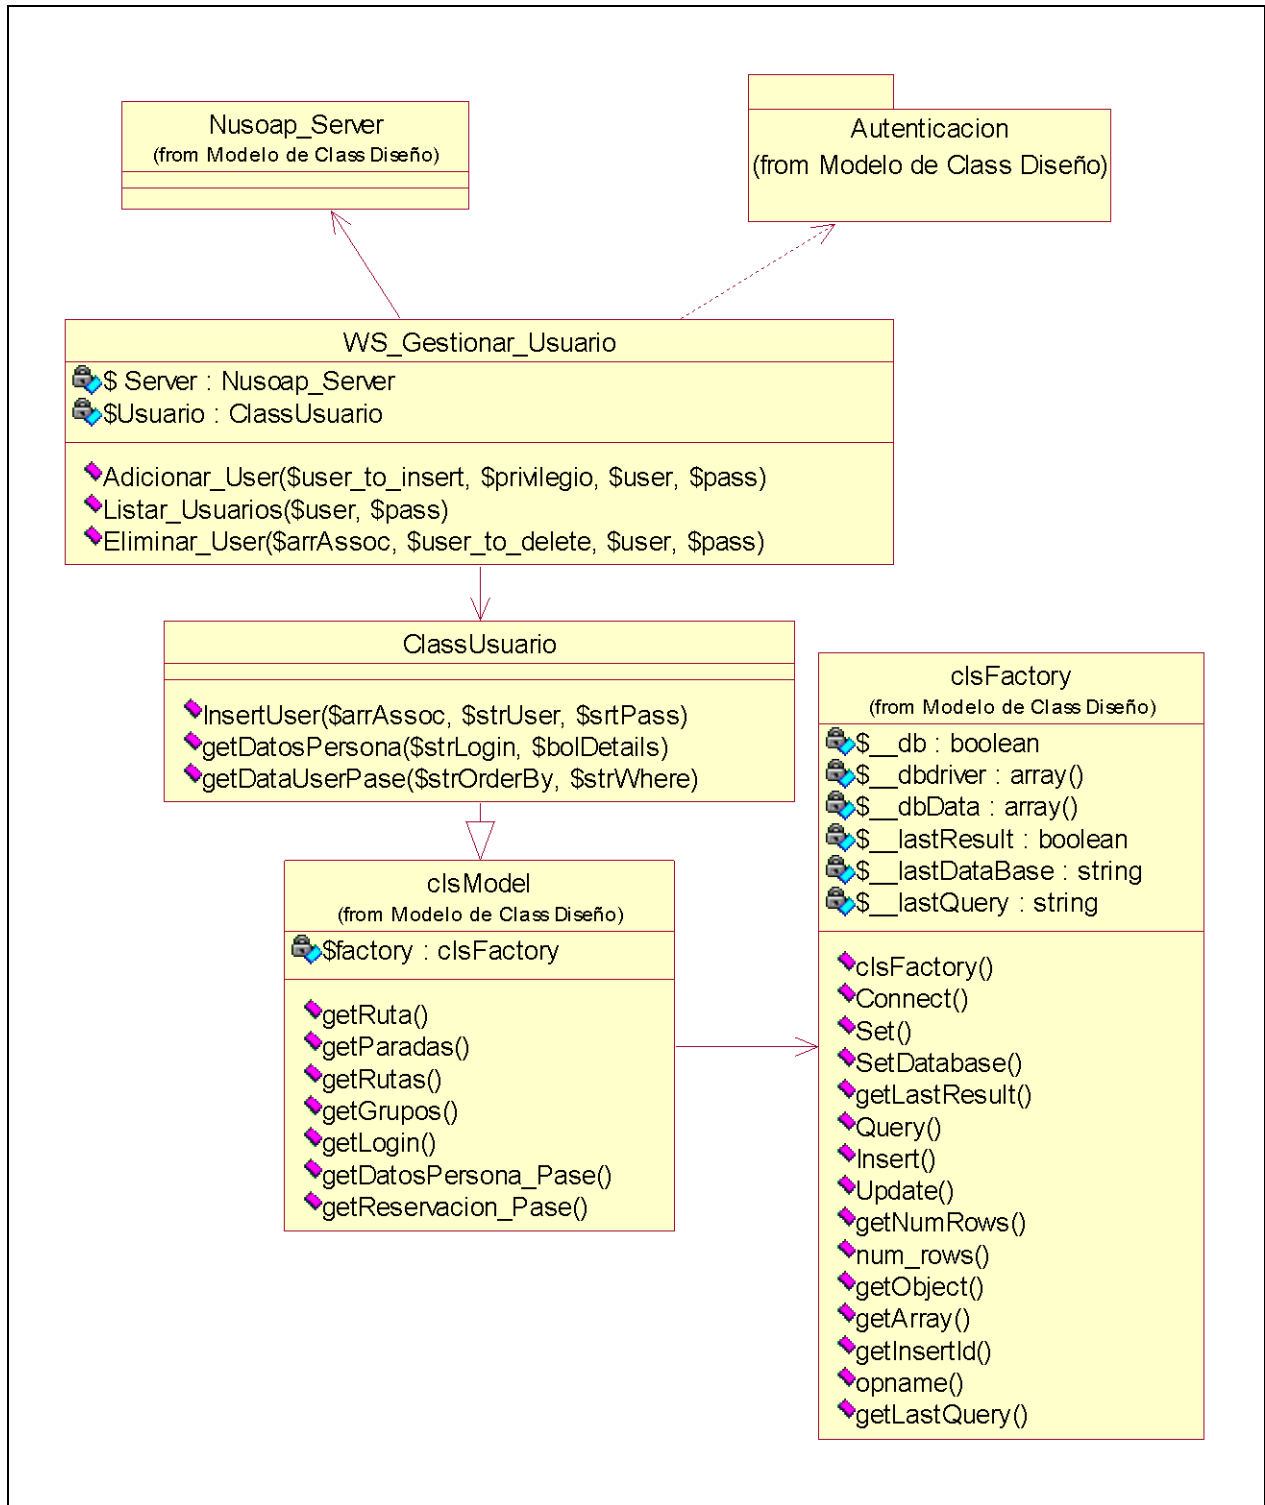 Nusoap_Server
(from Modelo de Class Diseño)
Autenticacion
(from Modelo de Class Diseño)
WS_Gestionar_Usuario
$ Server : Nusoap_Server
$Usuario : ClassUsuario
Adicionar_User($user_to_insert, $privilegio, $user, $pass)
Listar_Usuarios($user, $pass)
Eliminar_User($arrAssoc, $user_to_delete, $user, $pass)
ClassUsuario
InsertUser($arrAssoc, $strUser, $srtPass)
getDatosPersona($strLogin, $bolDetails)
getDataUserPase($strOrderBy, $strWhere)
clsModel
(from Modelo de Class Diseño)
$factory : clsFactory
getRuta()
getParadas()
getRutas()
getGrupos()
getLogin()
getDatosPersona_Pase()
getReservacion_Pase()
clsFactory
(from Modelo de Class Diseño)
$__db : boolean
$__dbdriver : array()
$__dbData : array()
$__lastResult : boolean
$__lastDataBase : string
$__lastQuery : string
clsFactory()
Connect()
Set()
SetDatabase()
getLastResult()
Query()
Insert()
Update()
getNumRows()
num_rows()
getObject()
getArray()
getInsertId()
opname()
getLastQuery()